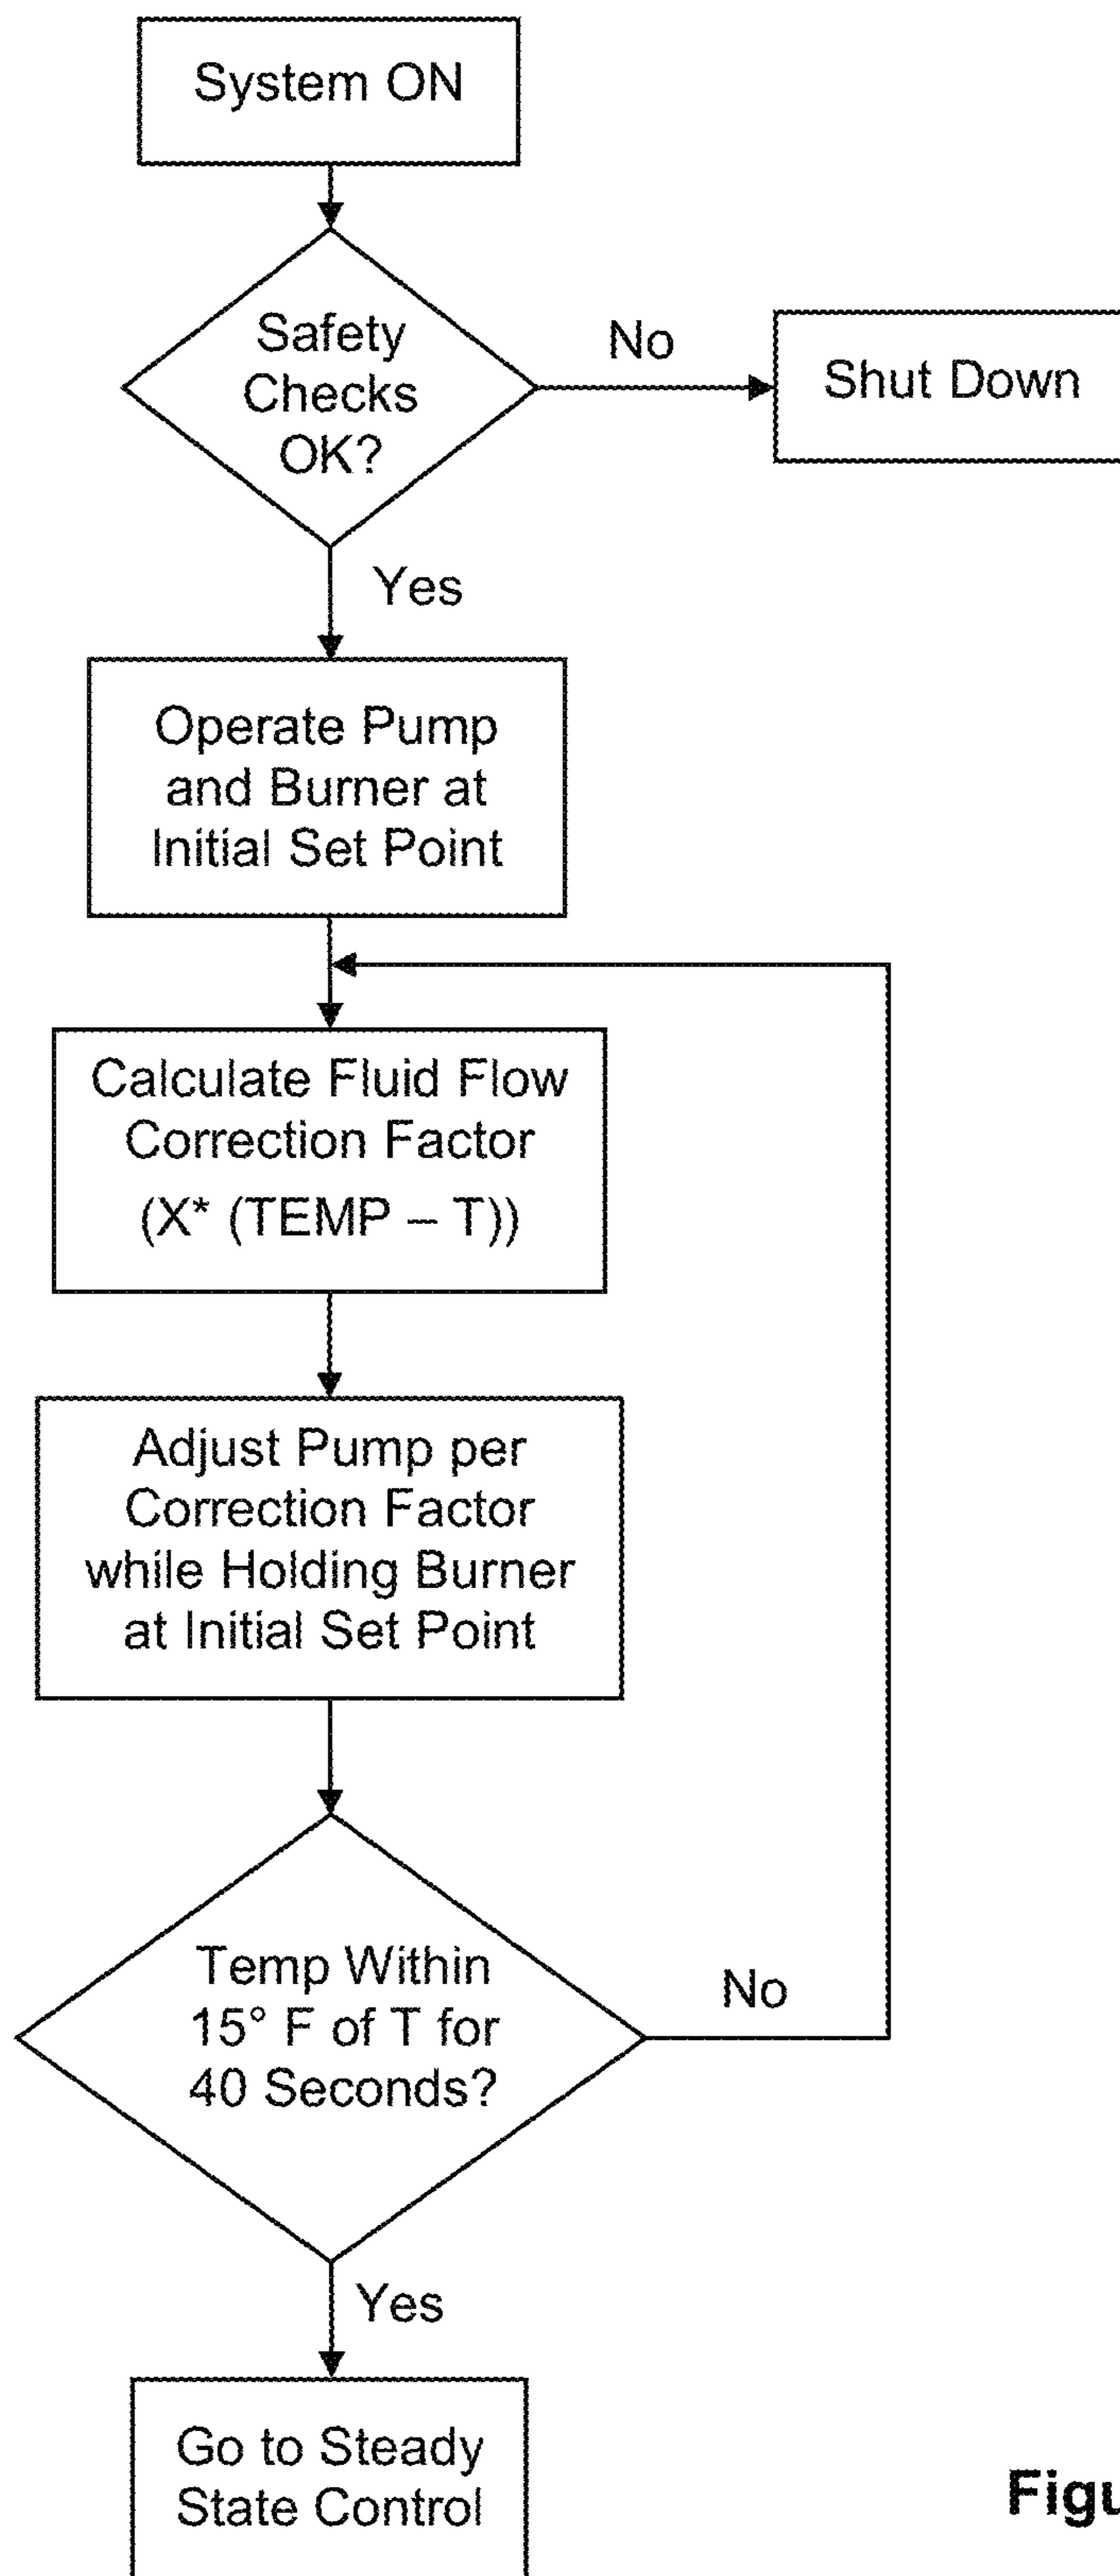 System ON
Safety
Checks
OK?
No
Shut Down
Yes
Operate Pump
and Burner at
Initial Set Point
Calculate Fluid Flow
Correction Factor
(X* (TEMP – T))
Adjust Pump per
Correction Factor
while Holding Burner
at Initial Set Point
Temp Within
15° F of T for
40 Seconds?
No
Yes
Go to Steady
State Control